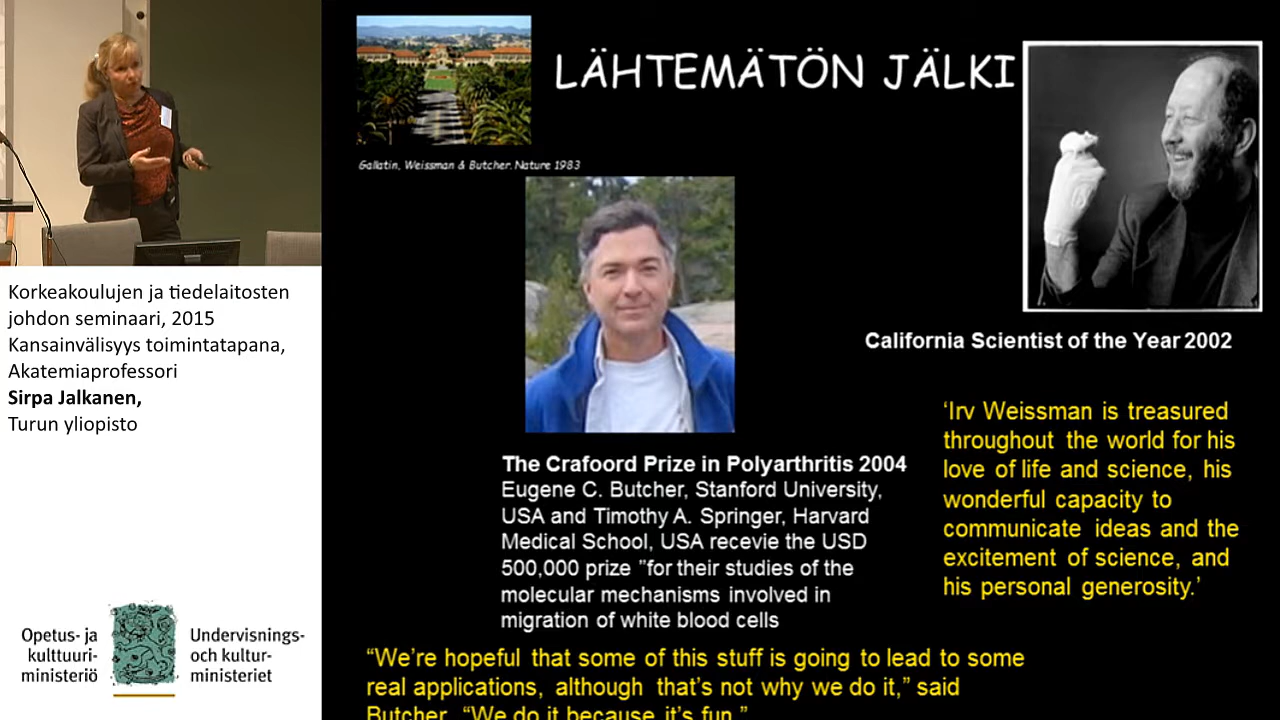 LÄHTEMÄTÖN JÄLKI
Gallatin, Weissman & Butcher. Nature 1983
California Scientist of the Year 2002
‘Irv Weissman is treasured
throughout the world for his
love of life and science, his
wonderful capacity to
communicate ideas and the
excitement of science, and
his personal generosity.’
The Crafoord Prize in Polyarthritis 2004
Eugene C. Butcher, Stanford University,
USA and Timothy A. Springer, Harvard
Medical School, USA recevie the USD
500,000 prize ”for their studies of the
molecular mechanisms involved in
migration of white blood cells
“We’re hopeful that some of this stuff is going to lead to some
real applications, although that’s not why we do it,” said
Butcher. “We do it because it’s fun.”
Korkeakoulujen ja tiedelaitosten
johdon seminaari, 2015
Kansainvälisyys toimintatapana,
Akatemiaprofessori
Sirpa Jalkanen,
Turun yliopisto
Opetus- ja
kulttuuri-
ministeriö
Undervisnings-
och kultur-
ministeriet